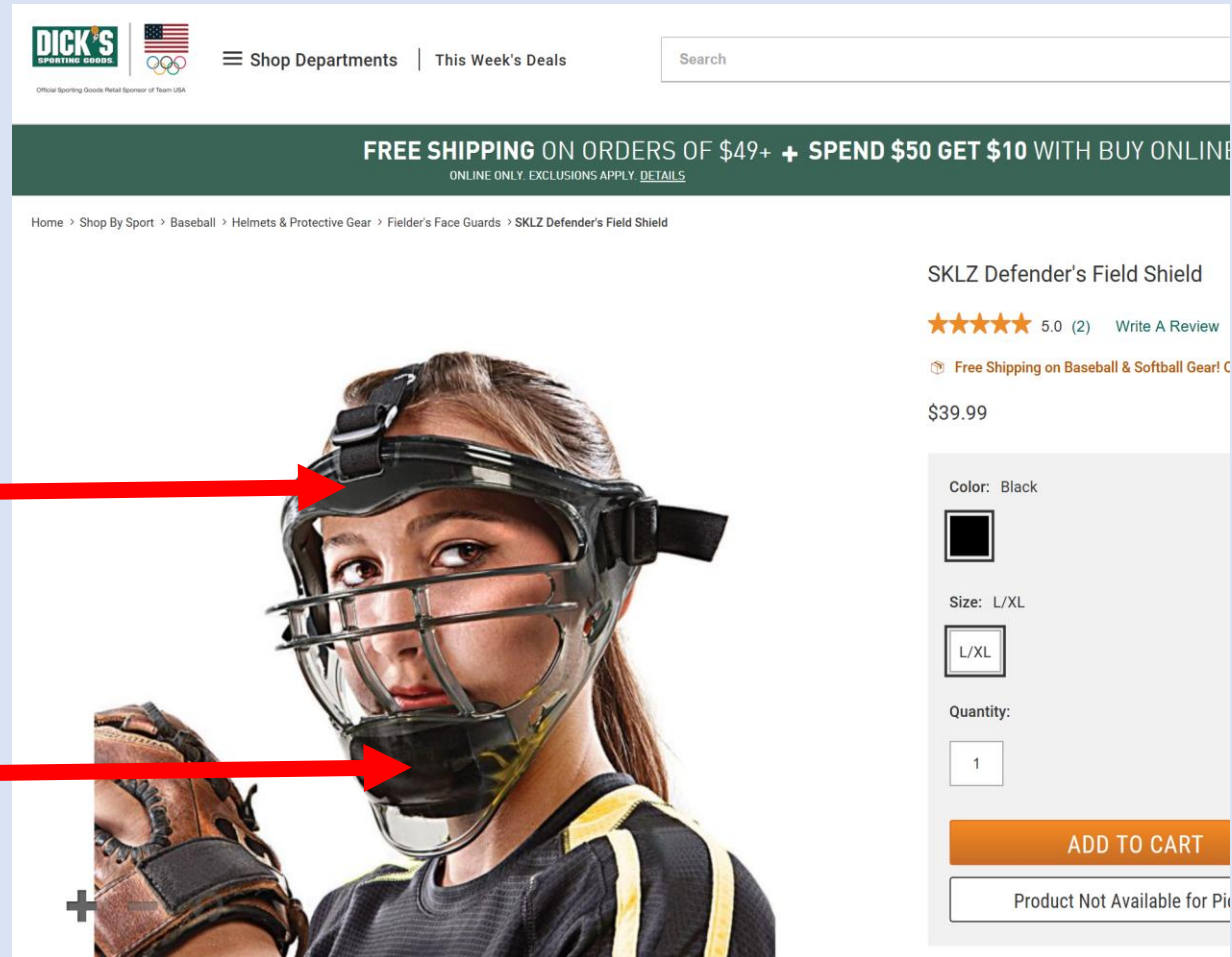 DICK'S
SPORTING GOODS
Official Sporting Goods Retail Sponsor of Team USA
Shop Departments
This Week's Deals
Search
FREE SHIPPING ON ORDERS OF $49+ + SPEND $50 GET $10 WITH BUY ONLINE
ONLINE ONLY. EXCLUSIONS APPLY. DETAILS
Home > Shop By Sport > Baseball > Helmets & Protective Gear > Fielder's Face Guards > SKLZ Defender's Field Shield
SKLZ Defender's Field Shield
5.0 (2) Write A Review
Free Shipping on Baseball & Softball Gear!
$39.99
Color: Black
Size: L/XL
L/XL
Quantity:
1
ADD TO CART
Product Not Available for